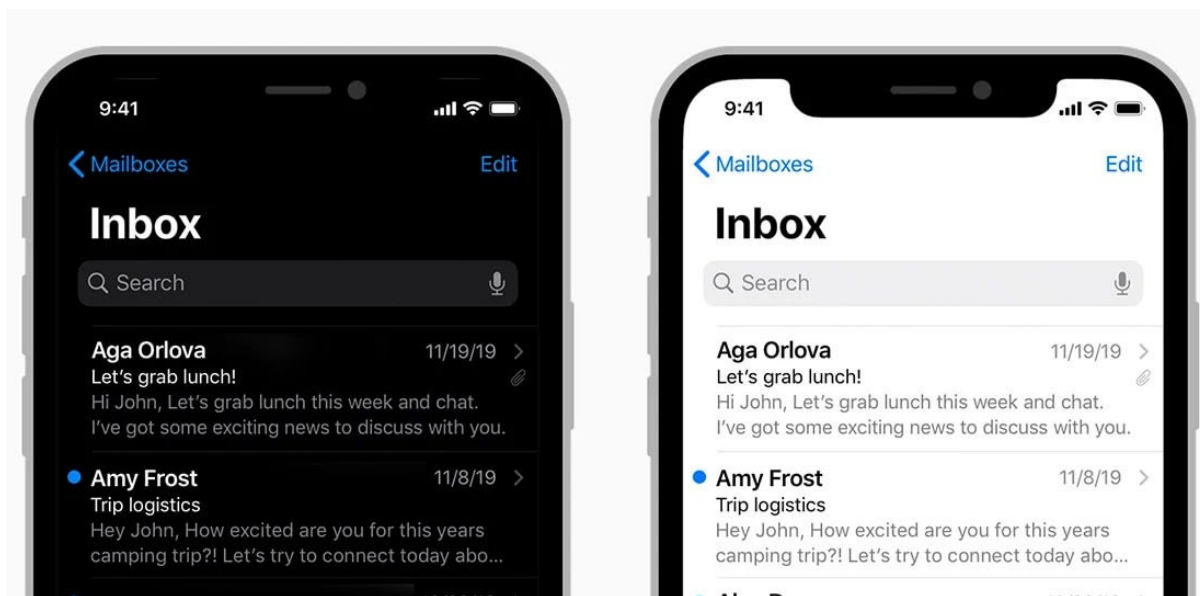 9:41
Mailboxes
Edit
Inbox
Search
Aga Orlova
11/19/19
Let's grab lunch!
Hi John, Let's grab lunch this week and chat.
I've got some exciting news to discuss with you.
Amy Frost
11/8/19
Trip logistics
Hey John, How excited are you for this years
camping trip?! Let's try to connect today abo...
9:41
Mailboxes
Edit
Inbox
Search
Aga Orlova
11/19/19
Let's grab lunch!
Hi John, Let's grab lunch this week and chat.
I've got some exciting news to discuss with you.
Amy Frost
11/8/19
Trip logistics
Hey John, How excited are you for this years
camping trip?! Let's try to connect today abo...